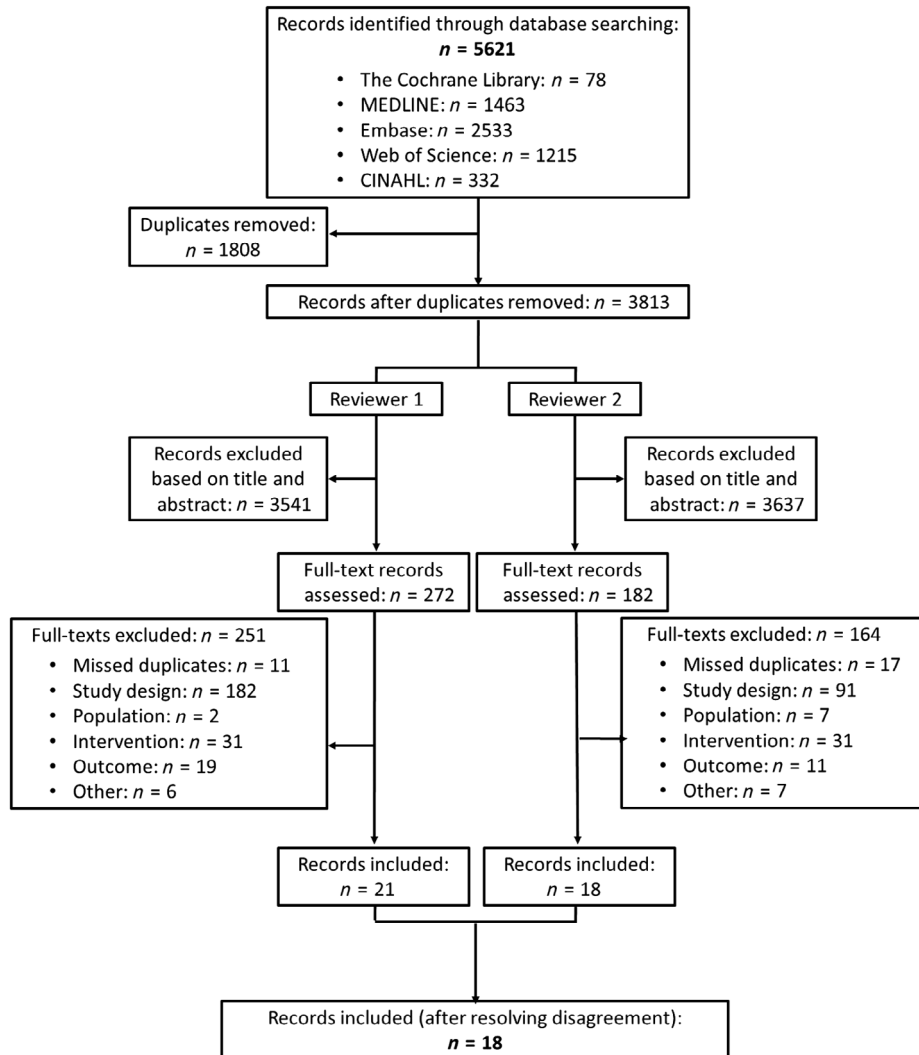 Records identified through database searching:
n = 5621
• The Cochrane Library: n = 78
• MEDLINE: n = 1463
• Embase: n = 2533
• Web of Science: n = 1215
• CINAHL: n = 332
Duplicates removed:
n = 1808
Records after duplicates removed: n = 3813
Reviewer 1
Reviewer 2
Records excluded
based on title and
abstract: n = 3541
Records excluded
based on title and
abstract: n = 3637
Full-text records
assessed: n = 272
Full-text records
assessed: n = 182
Full-texts excluded: n = 251
• Missed duplicates: n = 11
• Study design: n = 182
• Population: n = 2
• Intervention: n = 31
• Outcome: n = 19
• Other: n = 6
Full-texts excluded: n = 164
• Missed duplicates: n = 17
• Study design: n = 91
• Population: n = 7
• Intervention: n = 31
• Outcome: n = 11
• Other: n = 7
Records included:
n = 21
Records included:
n = 18
Records included (after resolving disagreement):
n = 18